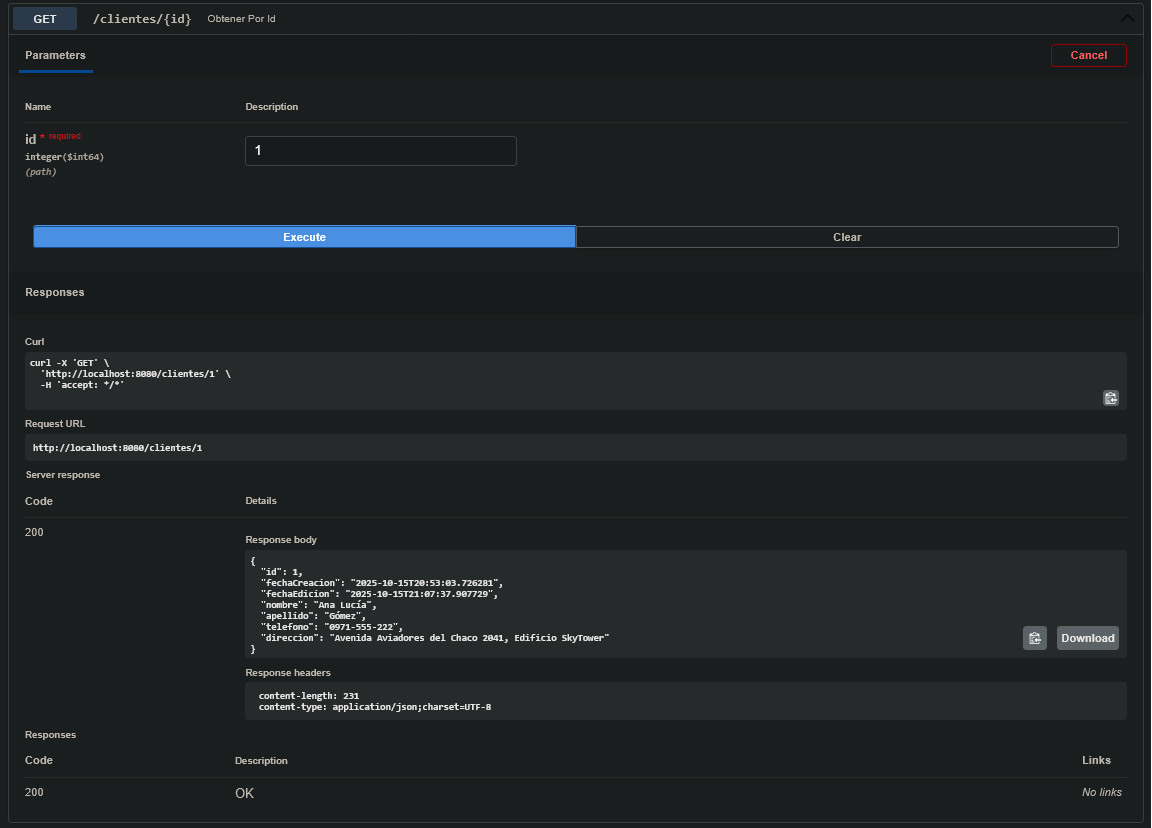 GET /clientes/{id} Obtener Por Id
Parameters Cancel
Name Description
id * required 1
integer($int64)
(path)
Execute Clear
Responses
Curl
curl -X 'GET' \
'http://localhost:8080/clientes/1' \
-H 'accept: */*'
Request URL
http://localhost:8080/clientes/1
Server response
Code Details
200
Response body
{
"id": 1,
"fechaCreacion": "2025-10-15T20:53:03.726281",
"fechaEdicion": "2025-10-15T21:07:37.907729",
"nombre": "Ana Lucía",
"apellido": "Gómez",
"telefono": "0971-555-222",
"direccion": "Avenida Aviadores del Chaco 2041, Edificio SkyTower"
}
Download
Response headers
content-length: 231
content-type: application/json;charset=UTF-8
Responses
Code Description Links
200 OK No links